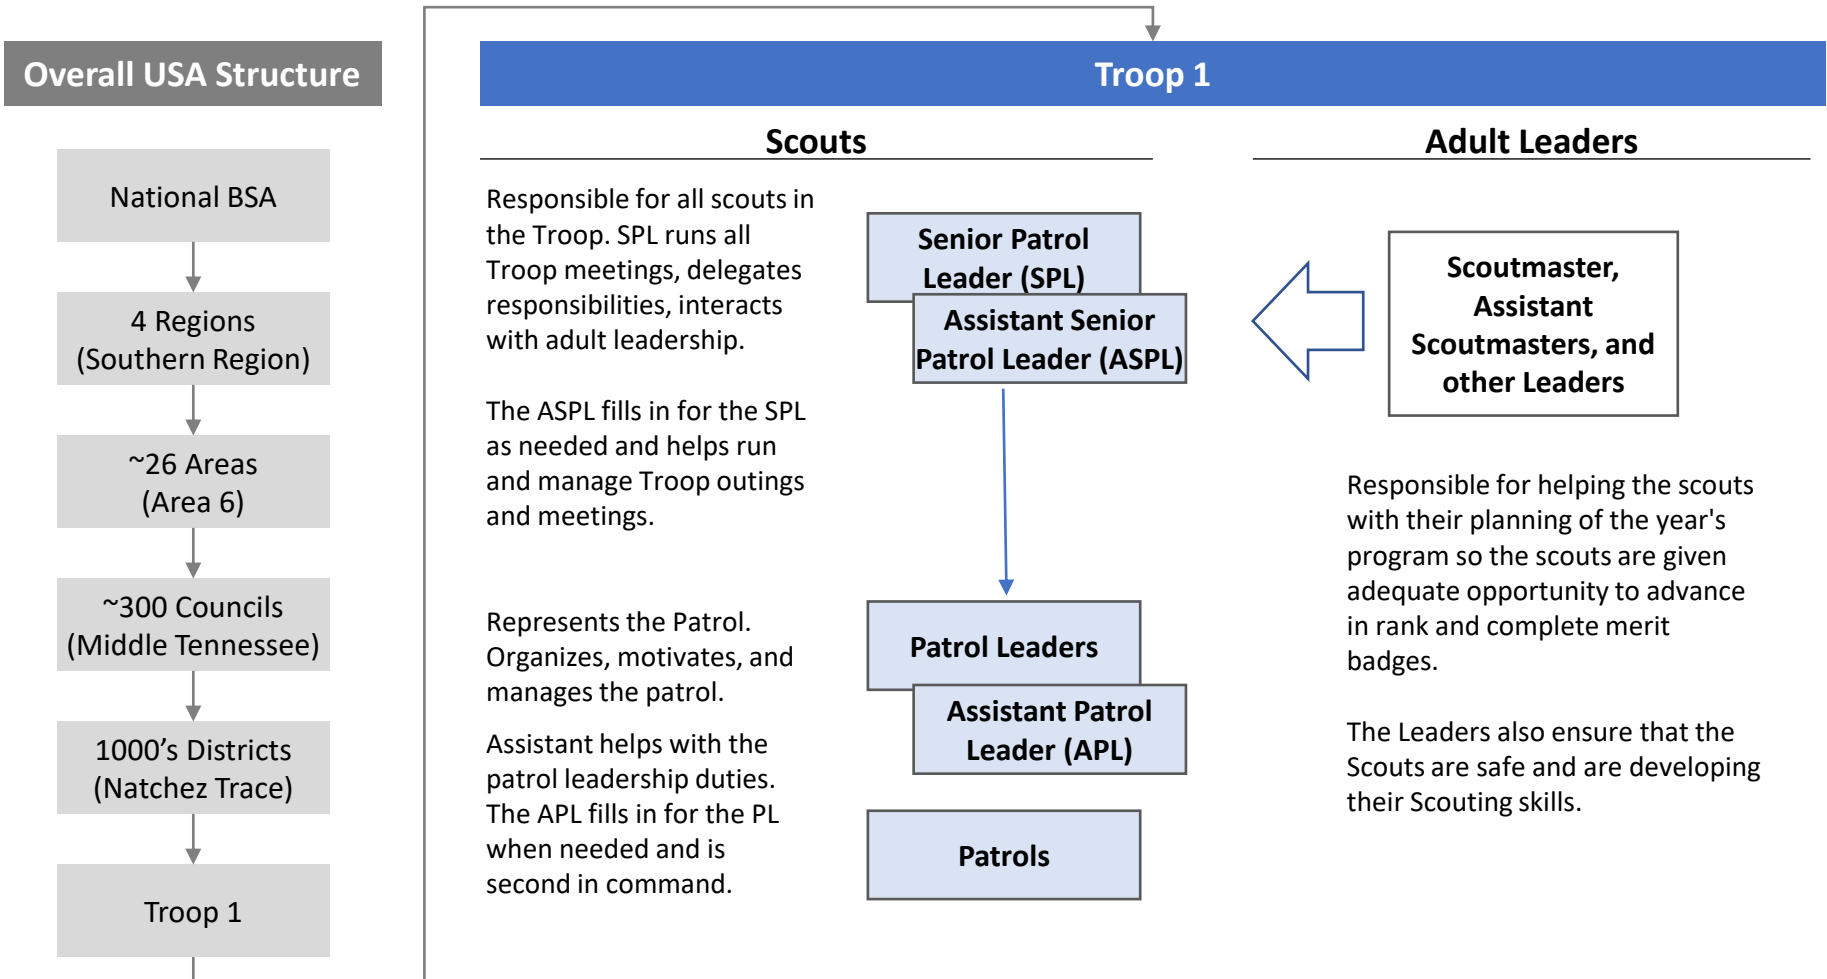 Overall USA Structure
National BSA
4 Regions
(Southern Region)
~26 Areas
(Area 6)
~300 Councils
(Middle Tennessee)
1000’s Districts
(Natchez Trace)
Troop 1
Troop 1
Scouts
Responsible for all scouts in
the Troop. SPL runs all
Troop meetings, delegates
responsibilities, interacts
with adult leadership.
The ASPL fills in for the SPL
as needed and helps run
and manage Troop outings
and meetings.
Senior Patrol
Leader (SPL)
Assistant Senior
Patrol Leader (ASPL)
Represents the Patrol.
Organizes, motivates, and
manages the patrol.
Assistant helps with the
patrol leadership duties.
The APL fills in for the PL
when needed and is
second in command.
Patrol Leaders
Assistant Patrol
Leader (APL)
Patrols
Adult Leaders
Scoutmaster,
Assistant
Scoutmasters, and
other Leaders
Responsible for helping the scouts
with their planning of the year's
program so the scouts are given
adequate opportunity to advance
in rank and complete merit
badges.
The Leaders also ensure that the
Scouts are safe and are developing
their Scouting skills.